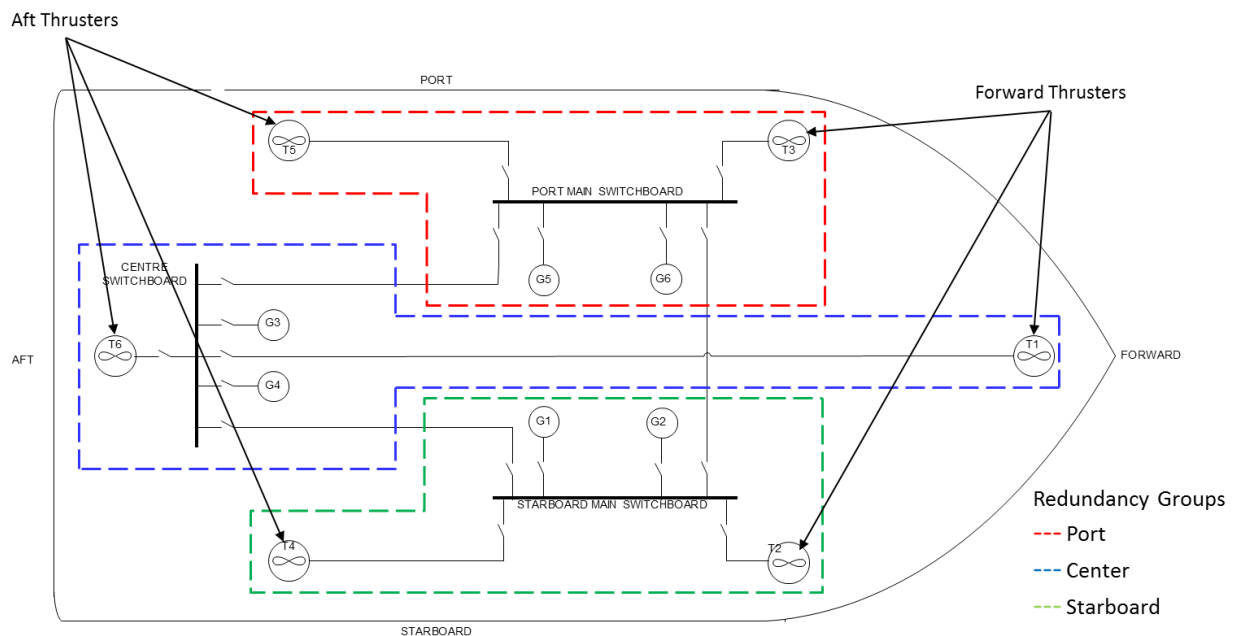 Aft Thrusters
PORT
Forward Thrusters
T5
T3
PORT MAIN SWITCHBOARD
CENTRE
SWITCHBOARD
G5
G6
G3
T6
T1
AFT
FORWARD
G4
G1
G2
STARBOARD MAIN SWITCHBOARD
Redundancy Groups
Port
T4
T2
Center
Starboard
STARBOARD